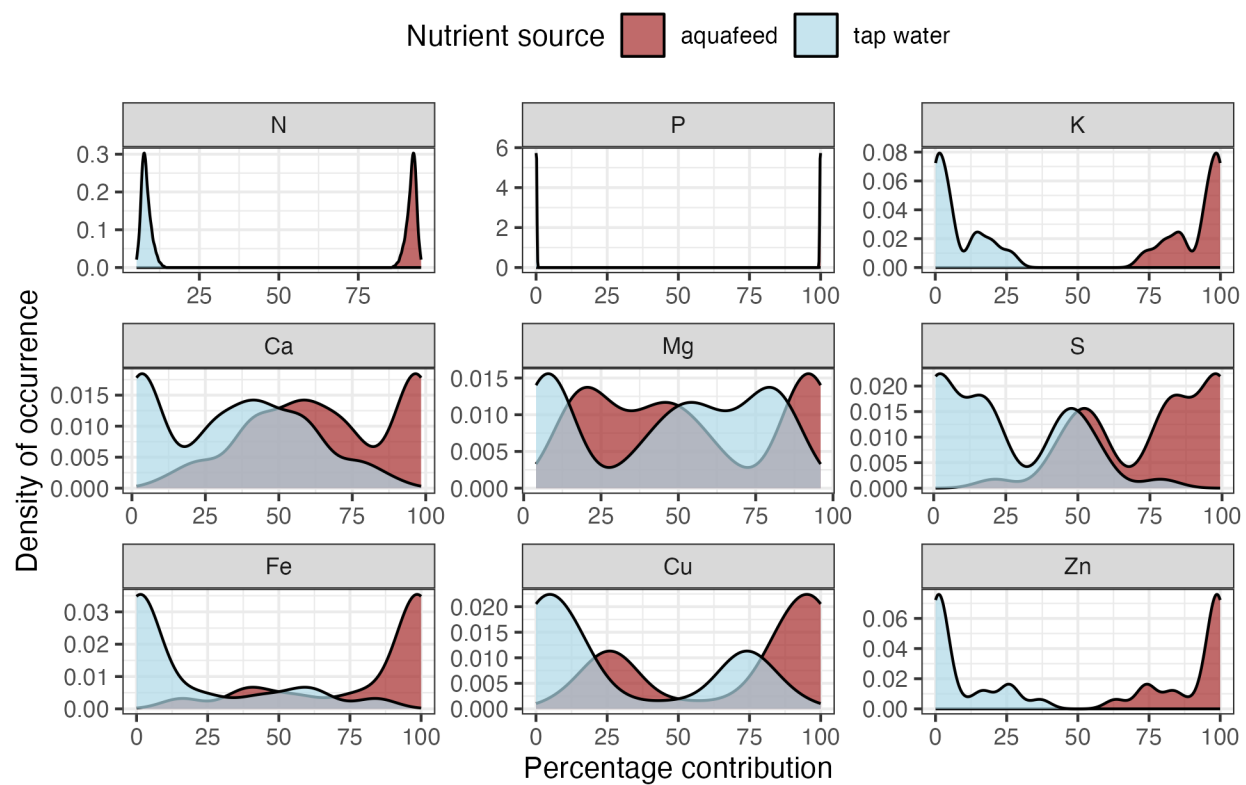 Nutrient source aquafeed tap water
N P K
0.3 0.2 0.1 0.0
6 4 2 0
0.08 0.06 0.04 0.02 0.00
25 50 75
0 25 50 75 100
0 25 50 75 100
Ca Mg S
0.015 0.010 0.005 0.000
0.015 0.010 0.005 0.000
0.020 0.015 0.010 0.005 0.000
0 25 50 75 100
0 25 50 75 100
0 25 50 75 100
Fe Cu Zn
0.03 0.02 0.01 0.00
0.020 0.015 0.010 0.005 0.000
0.06 0.04 0.02 0.00
0 25 50 75 100
0 25 50 75 100
0 25 50 75 100
Density of occurrence
Percentage contribution